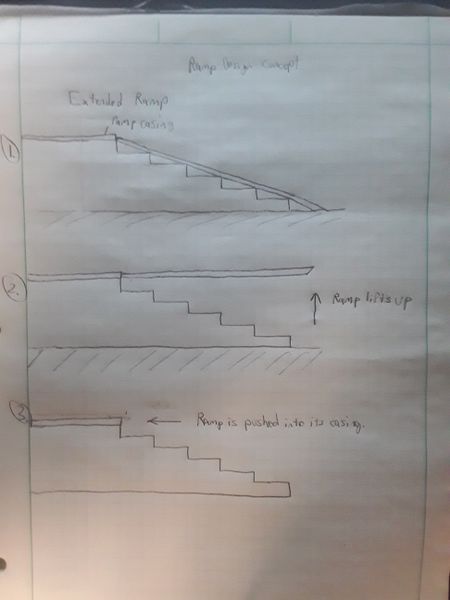 Ramp Design Concept
Extended Ramp
ramp casing
1.
2.
Ramp lifts up
3.
Ramp is pushed into its casing.